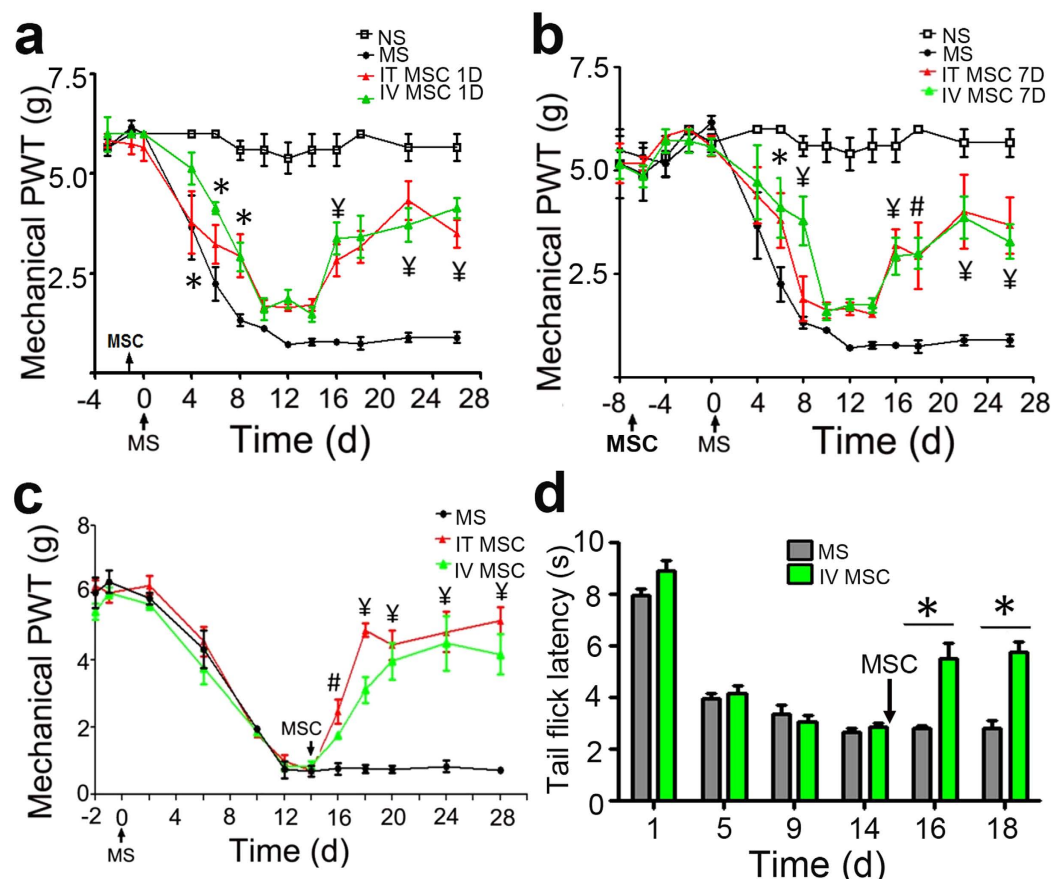 a
NS
MS
IT MSC 1D
IV MSC 1D
Mechanical PWT (g)
7.5
5.0
2.5
* * * ¥ ¥ ¥
MSC
-4 0 4 8 12 16 20 24 28
MS
Time (d)
b
NS
MS
IT MSC 7D
IV MSC 7D
Mechanical PWT (g)
7.5
5.0
2.5
* ¥ ¥ # ¥ ¥
-8 -4 0 4 8 12 16 20 24 28
MSC
MS
Time (d)
c
MS
IT MSC
IV MSC
Mechanical PWT (g)
8
6
4
2
0
# ¥ ¥ ¥ ¥
MSC
-2 0 4 8 12 16 20 24 28
MS
Time (d)
d
MS
IV MSC
Tail flick latency (s)
10
8
6
4
2
0
MSC
* *
1 5 9 14 16 18
Time (d)